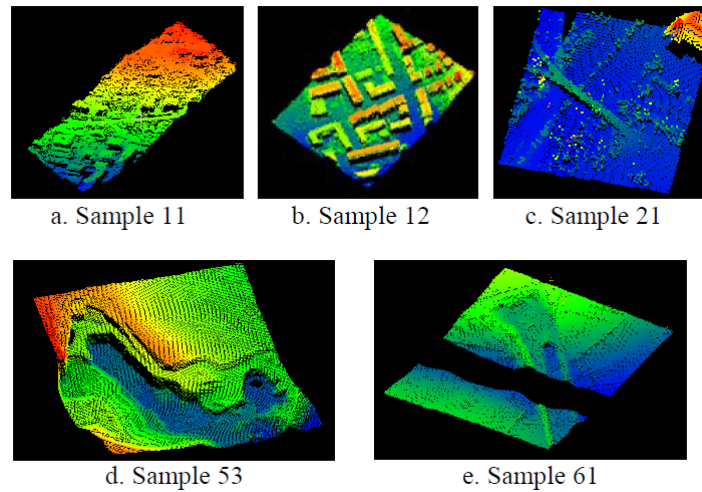 a. Sample 11
b. Sample 12
c. Sample 21
d. Sample 53
e. Sample 61